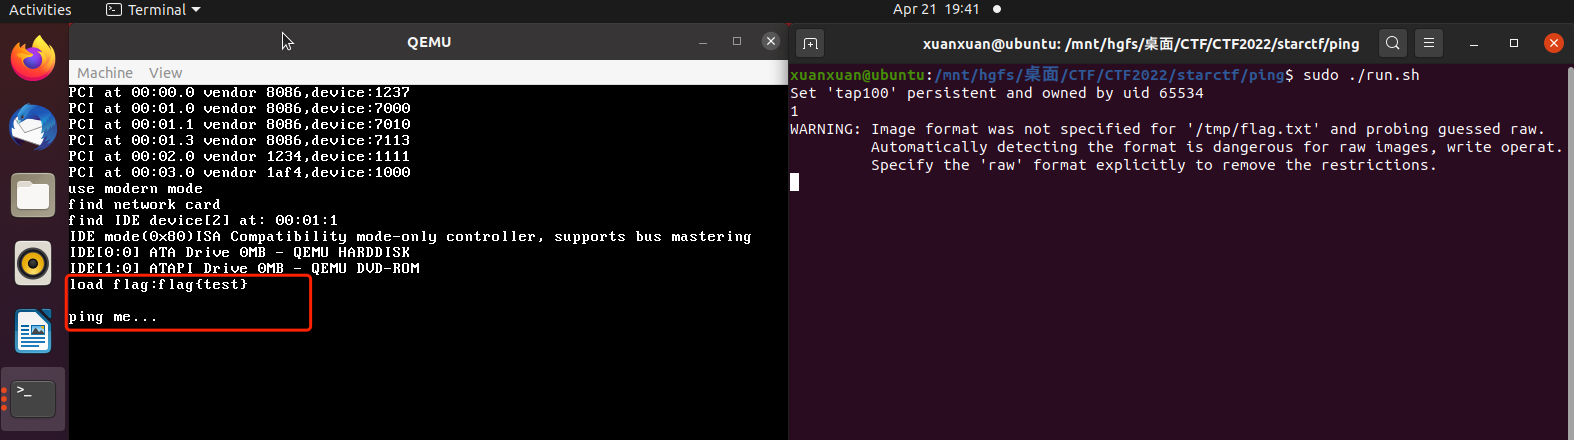 Activities
Terminal
Apr 21 19:41
QEMU
Machine View
PCI at 00:00.0 vendor 8086,device:1237
PCI at 00:01.0 vendor 8086,device:7000
PCI at 00:01.1 vendor 8086,device:7010
PCI at 00:01.3 vendor 8086,device:7113
PCI at 00:02.0 vendor 1234,device:1111
PCI at 00:03.0 vendor 1af4,device:1000
use modern mode
find network card
find IDE device[2] at: 00:01:1
IDE mode(0x80)ISA Compatibility mode-only controller, supports bus mastering
IDE[0:0] ATA Drive 0MB - QEMU HARDDISK
IDE[1:0] ATAPI Drive 0MB - QEMU DVD-ROM
load flag:flag{test}
ping me...
xuanxuan@ubuntu: /mnt/hgfs/桌面/CTF/CTF2022/starctf/ping
xuanxuan@ubuntu:/mnt/hgfs/桌面/CTF/CTF2022/starctf/ping$ sudo ./run.sh
Set 'tap100' persistent and owned by uid 65534
1
WARNING: Image format was not specified for '/tmp/flag.txt' and probing guessed raw.
Automatically detecting the format is dangerous for raw images, write operat.
Specify the 'raw' format explicitly to remove the restrictions.